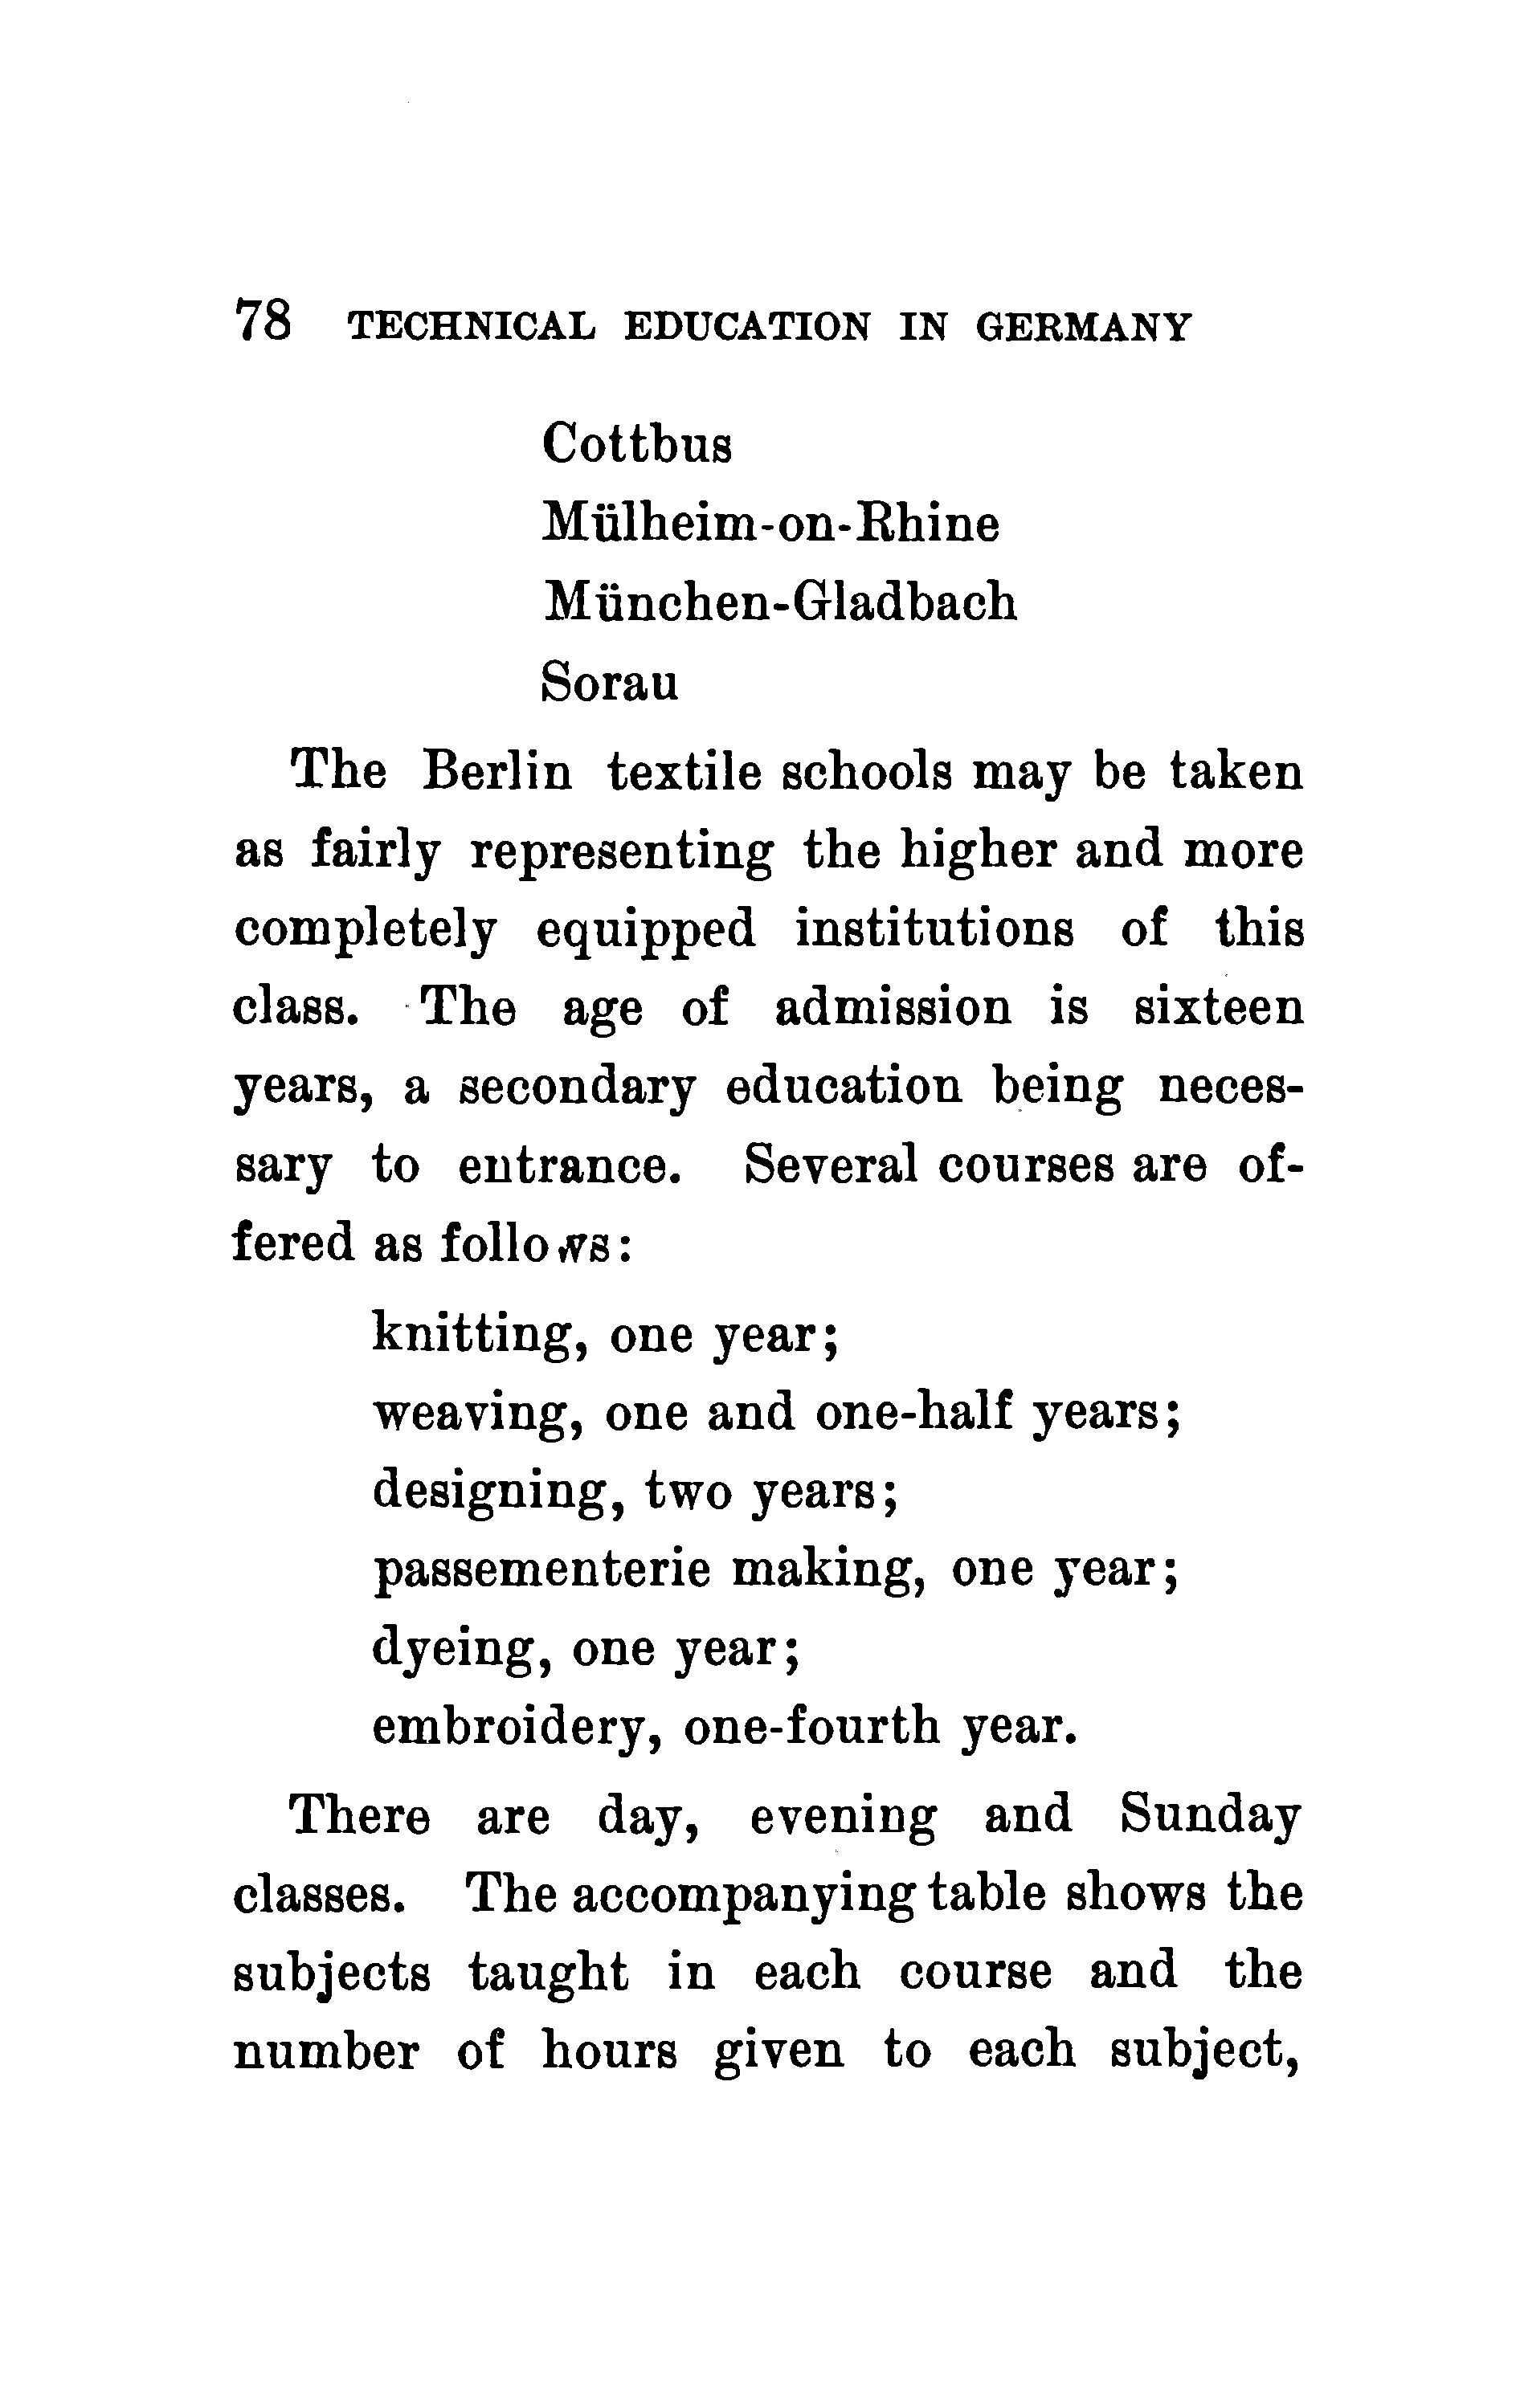 78 TECHNICAL EDUCATION IN GERMANY
Cottbus
Mülheim-on-Rhine
München-Gladbach
Sorau
The Berlin textile schools may be taken
as fairly representing the higher and more
completely equipped institutions of this
class. The age of admission is sixteen
years, a secondary education being neces-
sary to entrance. Several courses are of-
fered as follows:
knitting, one year;
weaving, one and one-half years;
designing, two years;
passementerie making, one year;
dyeing, one year;
embroidery, one-fourth year.
There are day, evening and Sunday
classes. The accompanying table shows the
subjects taught in each course and the
number of hours given to each subject,